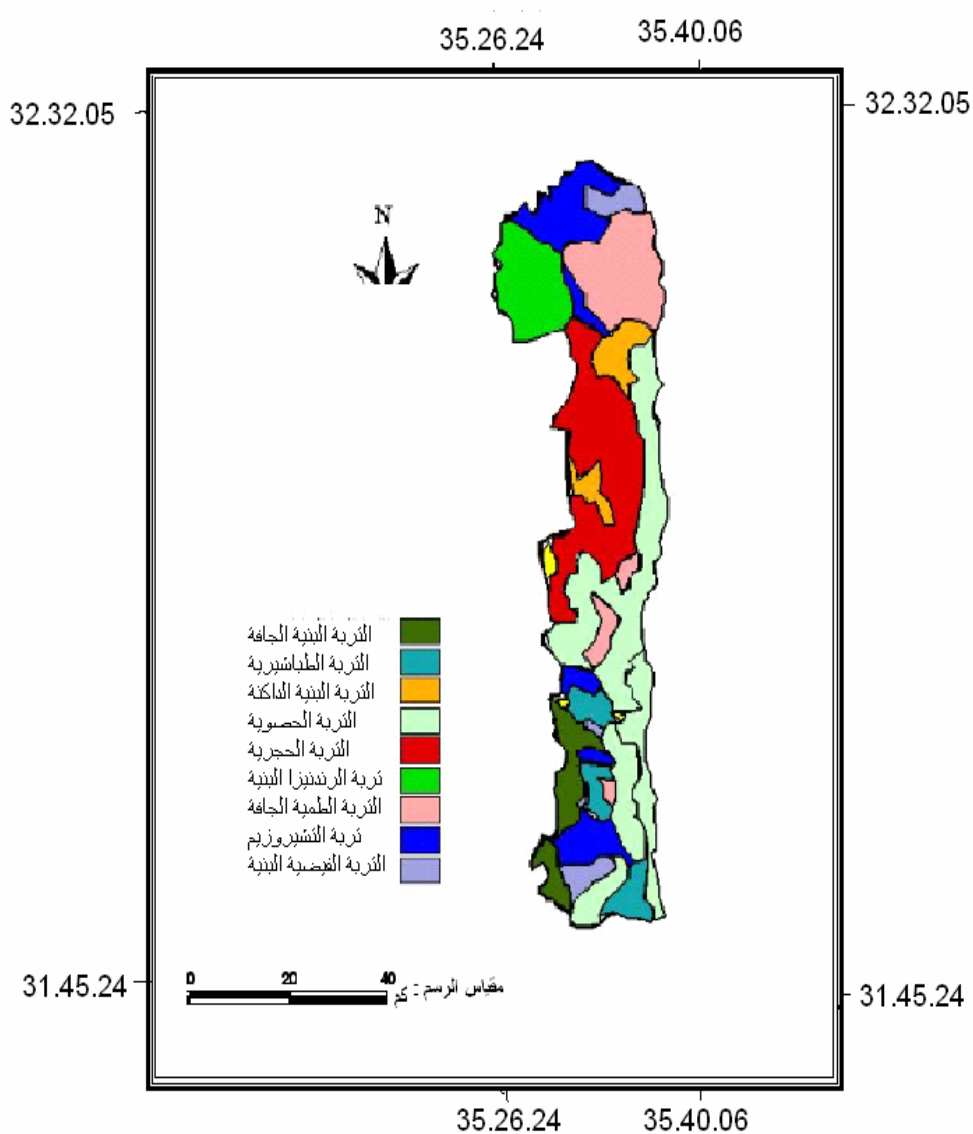 35.26.24 35.40.06
32.32.05 32.32.05
N
التربة البنية الجافة
التربة الطباشيرية
التربة البنية الداكنة
التربة الحصوية
التربة الحجرية
تربة الرندنيزا البنية
التربة الطمية الجافة
تربة التشيروزيم
التربة الفيضية البنية
0 20 40
مقياس الرسم : كم
31.45.24 31.45.24
35.26.24 35.40.06